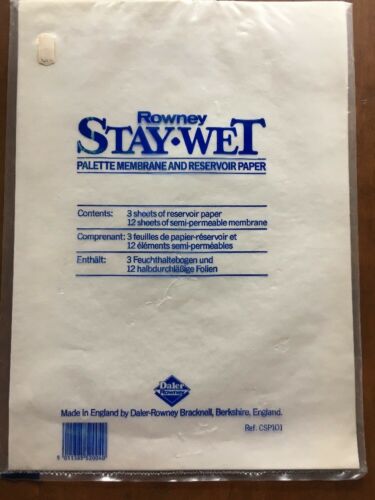 Rowney
STAY·WET
PALETTE MEMBRANE AND RESERVOIR PAPER
Contents: 3 sheets of reservoir paper
12 sheets of semi-permeable membrane
Comprenant: 3 feuilles de papier-réservoir et
12 éléments semi-perméables
Enthält: 3 Feuchthaltebogen und
12 halbdurchläßige Folien
Daler
Rowney
Made in England by Daler-Rowney Bracknell, Berkshire, England.
Ref. CSP101